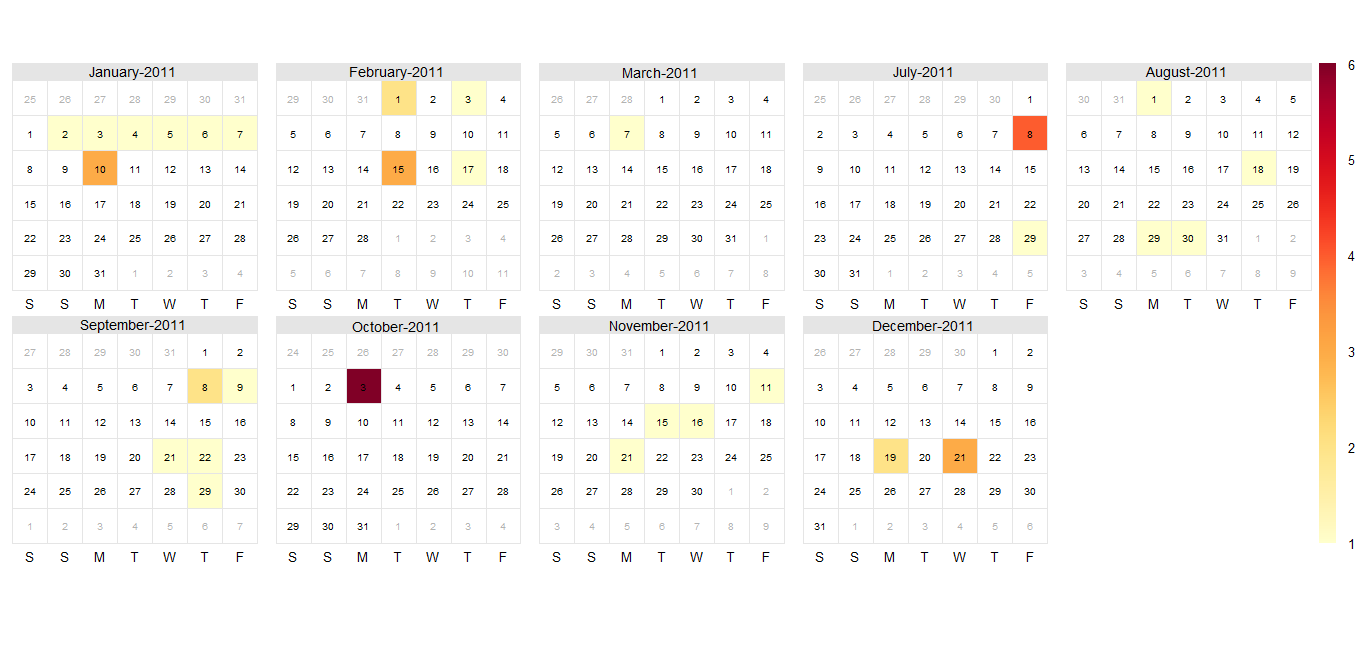 January-2011
25 26 27 28 29 30 31
1 2 3 4 5 6 7
8 9 10 11 12 13 14
15 16 17 18 19 20 21
22 23 24 25 26 27 28
29 30 31 1 2 3 4
S S M T W T F
February-2011
29 30 31 1 2 3 4
5 6 7 8 9 10 11
12 13 14 15 16 17 18
19 20 21 22 23 24 25
26 27 28 1 2 3 4
5 6 7 8 9 10 11
S S M T W T F
March-2011
26 27 28 1 2 3 4
5 6 7 8 9 10 11
12 13 14 15 16 17 18
19 20 21 22 23 24 25
26 27 28 29 30 31 1
2 3 4 5 6 7 8
S S M T W T F
July-2011
25 26 27 28 29 30 1
2 3 4 5 6 7 8
9 10 11 12 13 14 15
16 17 18 19 20 21 22
23 24 25 26 27 28 29
30 31 1 2 3 4 5
S S M T W T F
August-2011
30 31 1 2 3 4 5
6 7 8 9 10 11 12
13 14 15 16 17 18 19
20 21 22 23 24 25 26
27 28 29 30 31 1 2
3 4 5 6 7 8 9
S S M T W T F
September-2011
27 28 29 30 31 1 2
3 4 5 6 7 8 9
10 11 12 13 14 15 16
17 18 19 20 21 22 23
24 25 26 27 28 29 30
1 2 3 4 5 6 7
S S M T W T F
October-2011
24 25 26 27 28 29 30
1 2 3 4 5 6 7
8 9 10 11 12 13 14
15 16 17 18 19 20 21
22 23 24 25 26 27 28
29 30 31 1 2 3 4
S S M T W T F
November-2011
29 30 31 1 2 3 4
5 6 7 8 9 10 11
12 13 14 15 16 17 18
19 20 21 22 23 24 25
26 27 28 29 30 1 2
3 4 5 6 7 8 9
S S M T W T F
December-2011
26 27 28 29 30 1 2
3 4 5 6 7 8 9
10 11 12 13 14 15 16
17 18 19 20 21 22 23
24 25 26 27 28 29 30
31 1 2 3 4 5 6
S S M T W T F
6
5
4
3
2
1